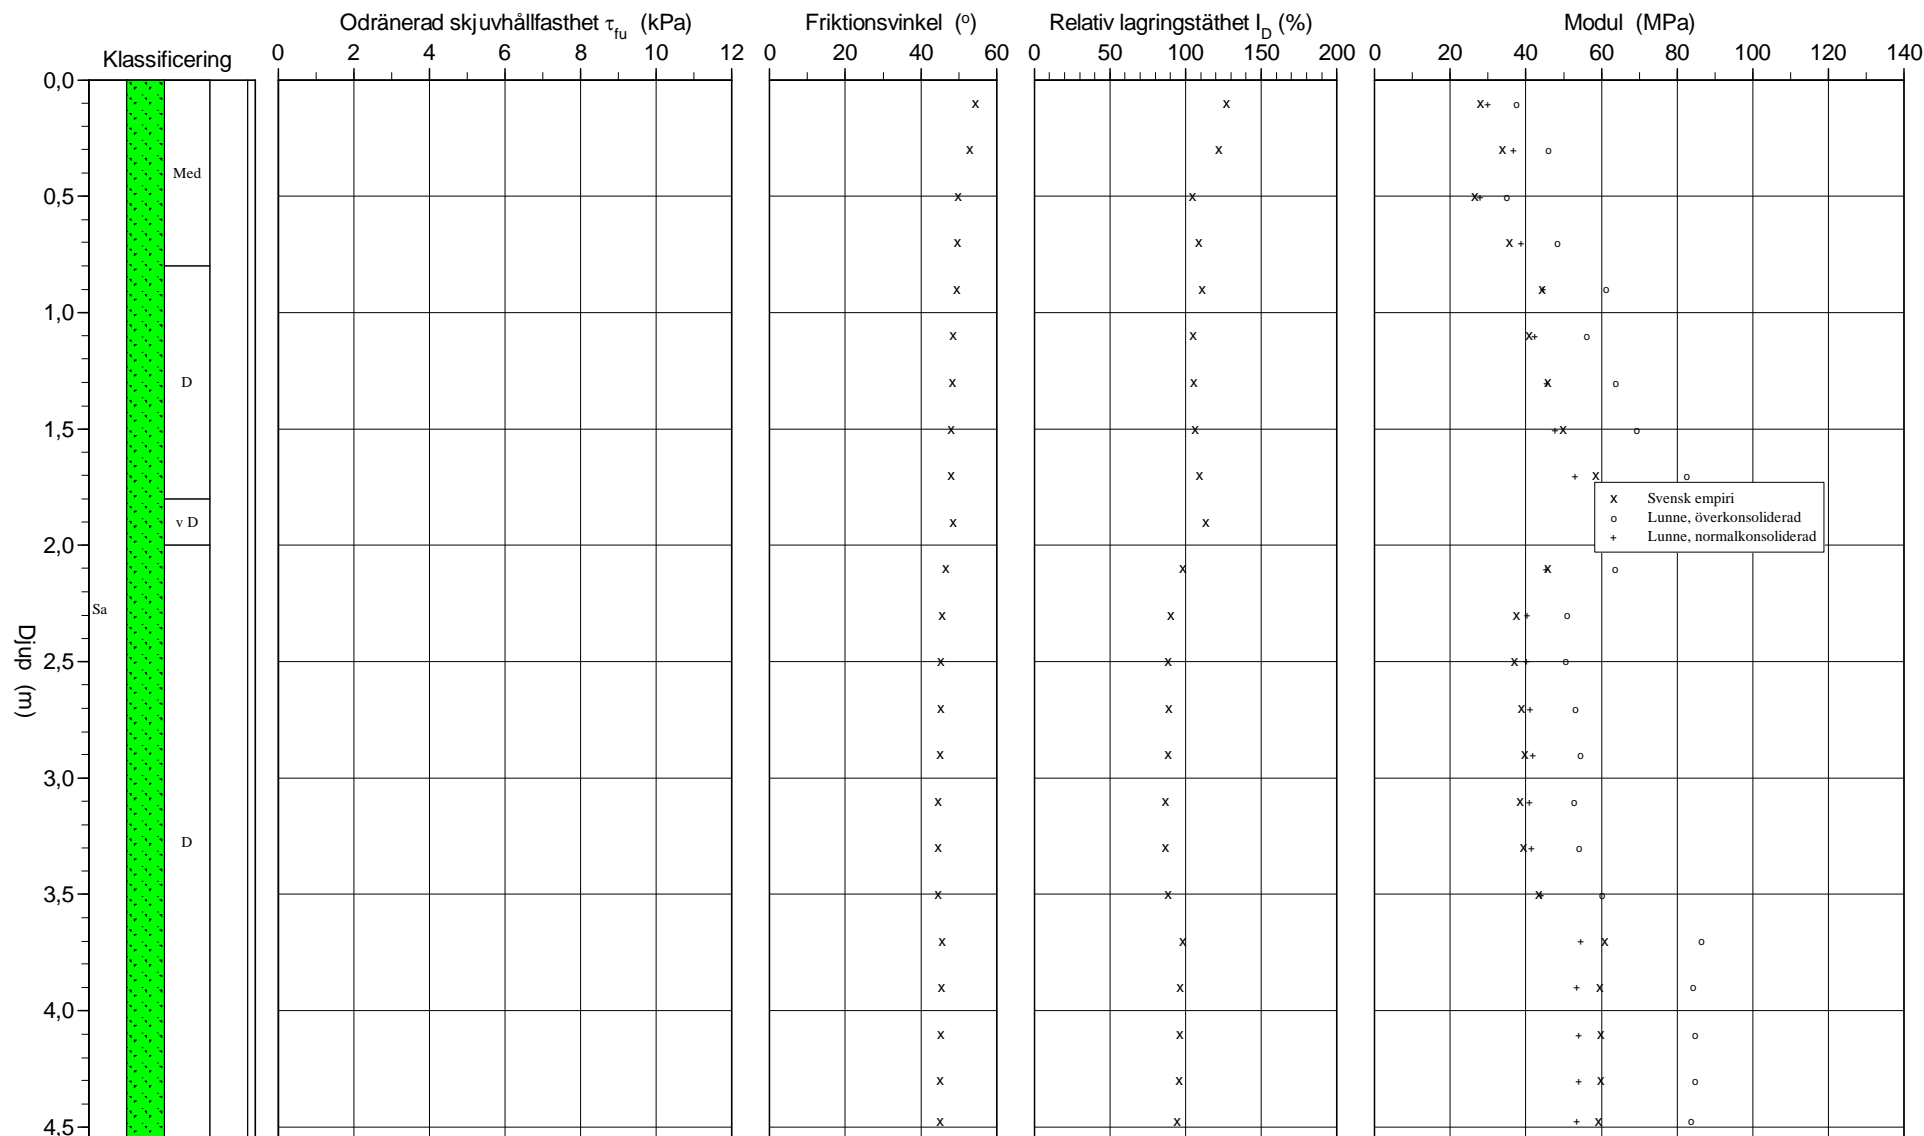 Klassificering
Odränerad skjuvhållfasthet τfu (kPa)
0 2 4 6 8 10 12
Friktionsvinkel (°)
0 20 40 60
Relativ lagringstäthet ID (%)
0 50 100 150 200
Modul (MPa)
0 20 40 60 80 100 120 140
Djup (m)
0,0
0,5
1,0
1,5
2,0
2,5
3,0
3,5
4,0
4,5
Sa
Med
D
v D
D
x Svensk empiri
o Lunne, överkonsoliderad
+ Lunne, normalkonsoliderad